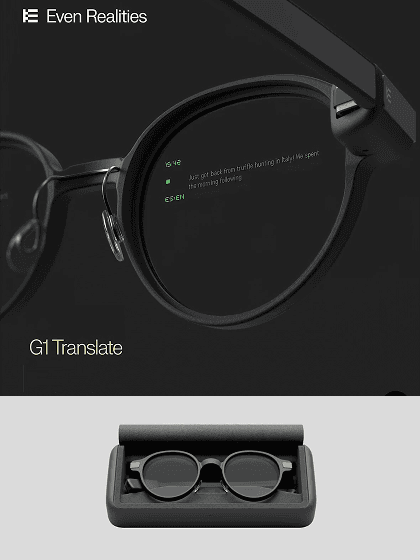 Even Realities
15:42
Just got back from truffle hunting in Italy! We spent
the morning following
ES:EN
G1 Translate